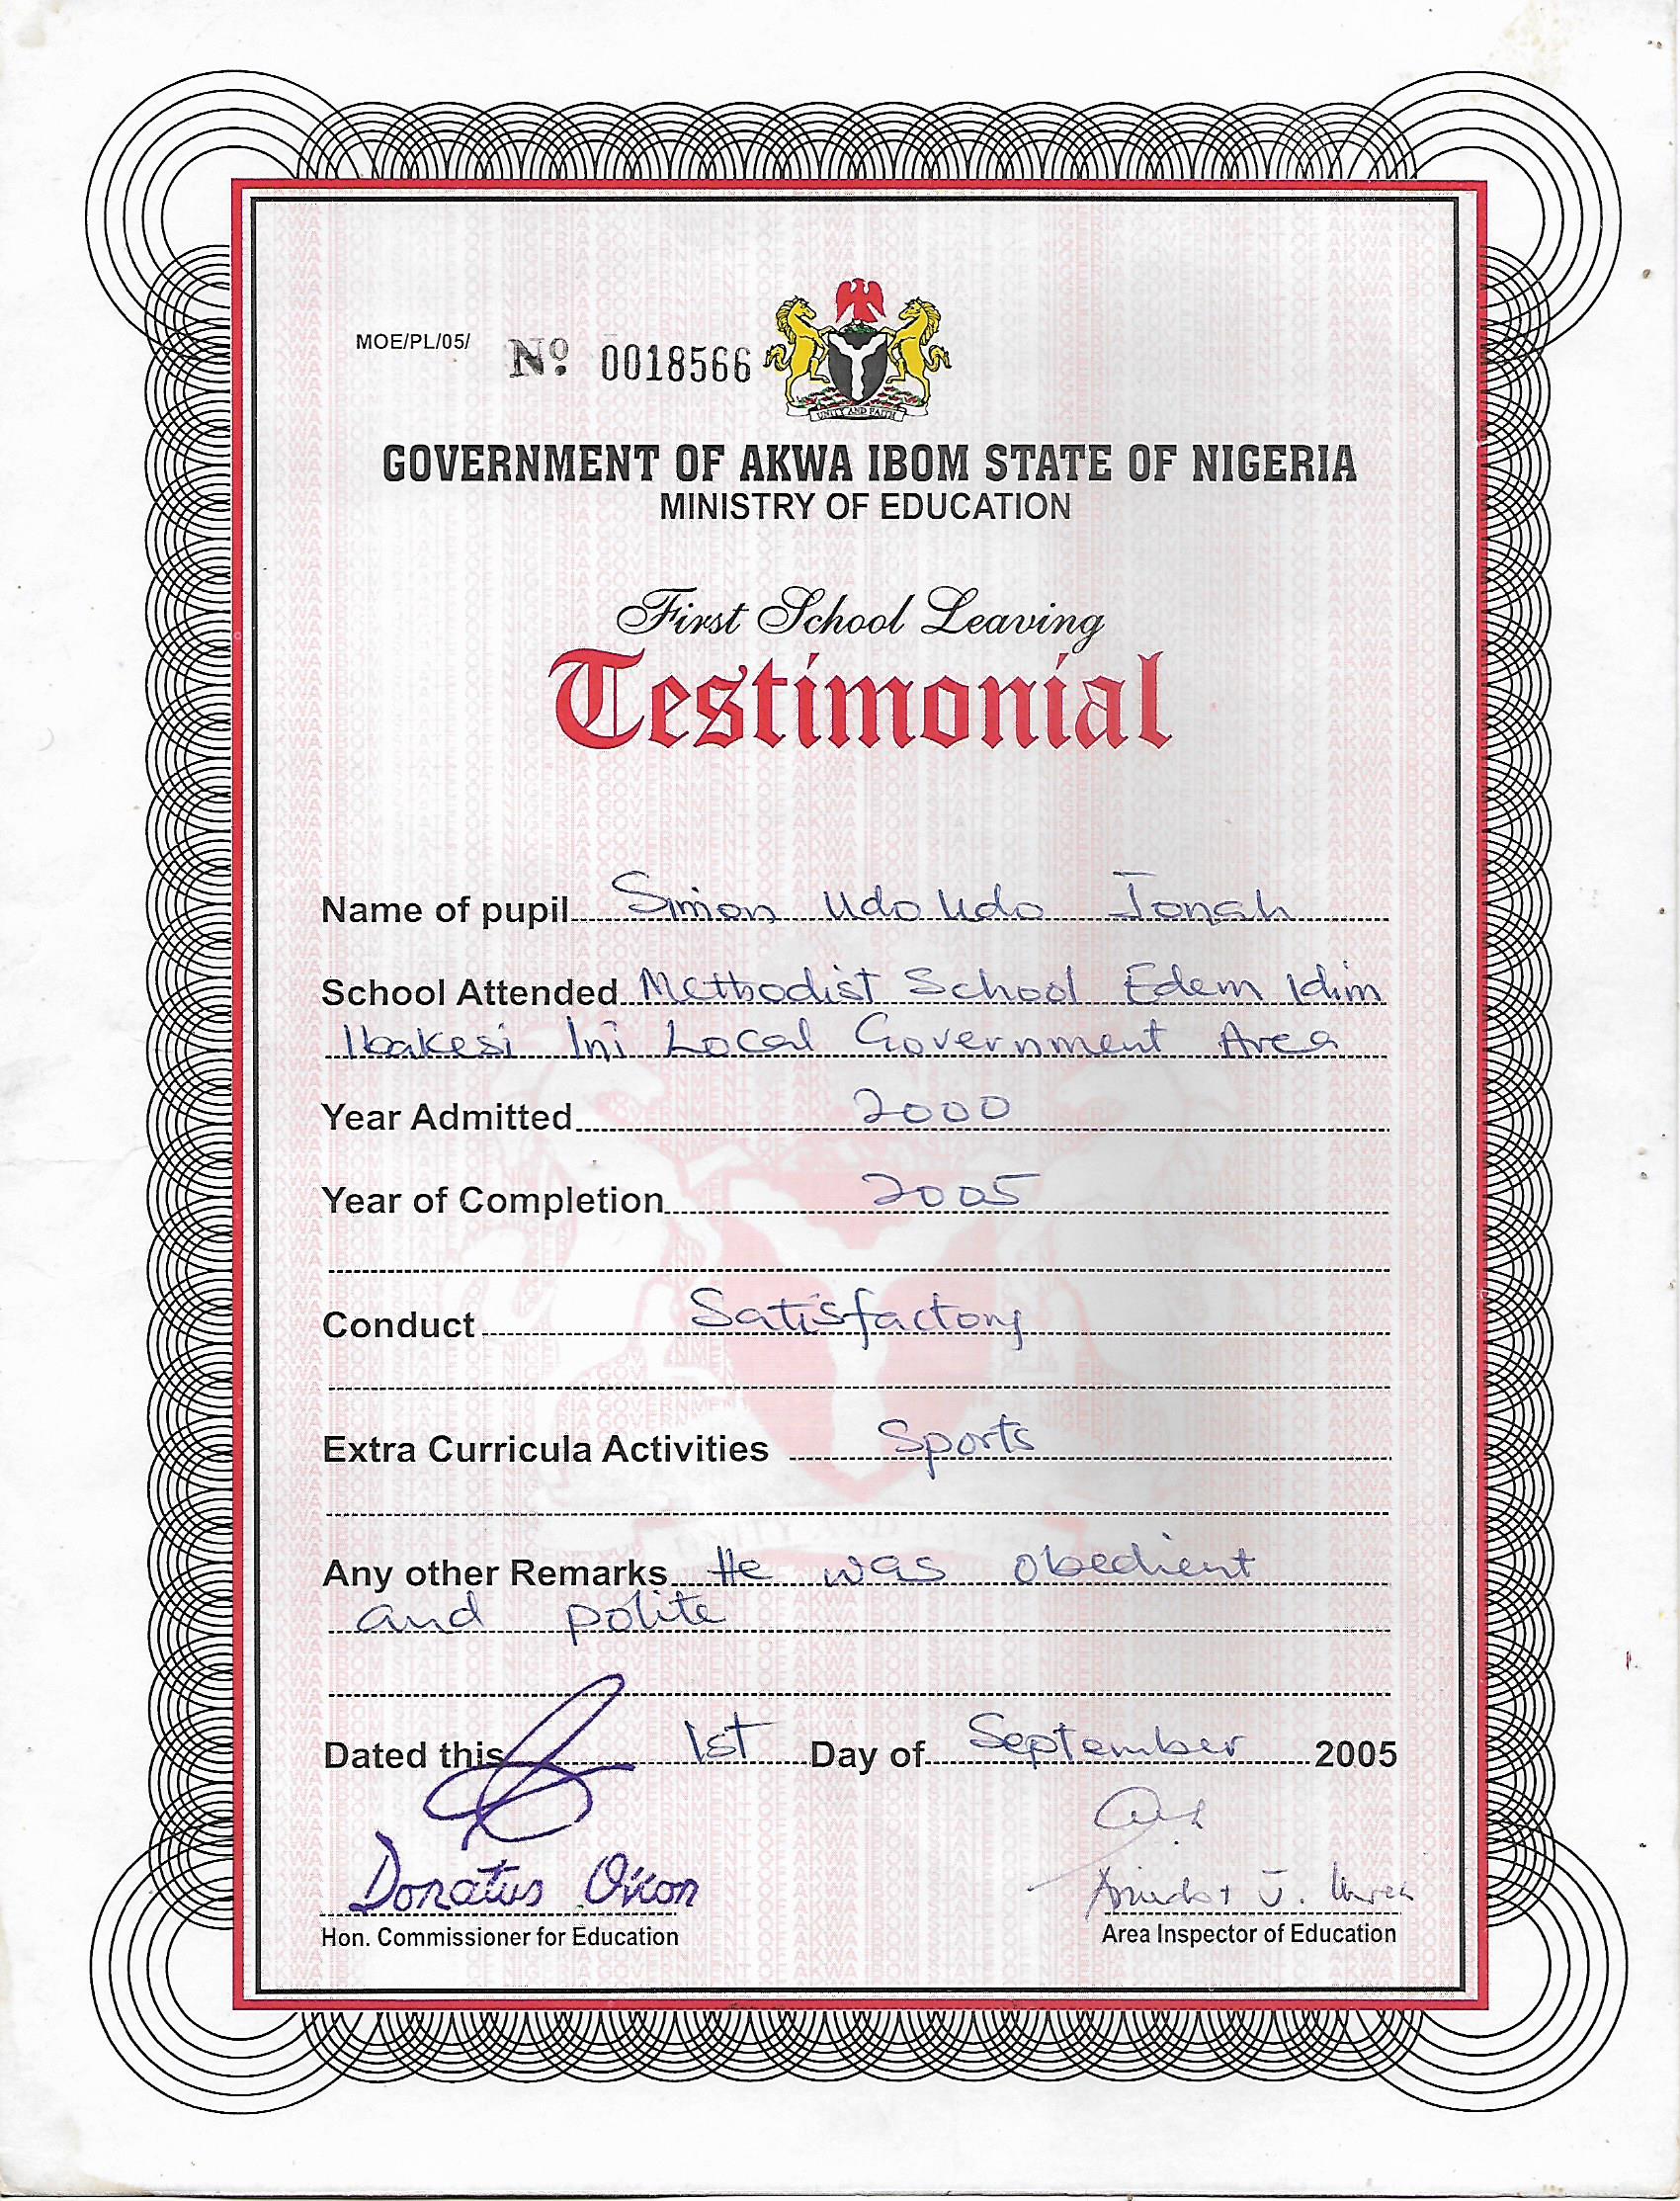 MOE/PL/05/ Nº 0018566
UNITY AND FAITH
GOVERNMENT OF AKWA IBOM STATE OF NIGERIA
MINISTRY OF EDUCATION
First School Leaving
Testimonial
Name of pupil Simon Udo Udo Jonah
School Attended Methodist School Edem Idim
Ibakesi Ini Local Government Area
Year Admitted 2000
Year of Completion 2005
Conduct Satisfactory
Extra Curricula Activities Sports
Any other Remarks He was obedient
and polite
Dated this 1st Day of September 2005
Donatus Okon
J.
Hon. Commissioner for Education
Area Inspector of Education